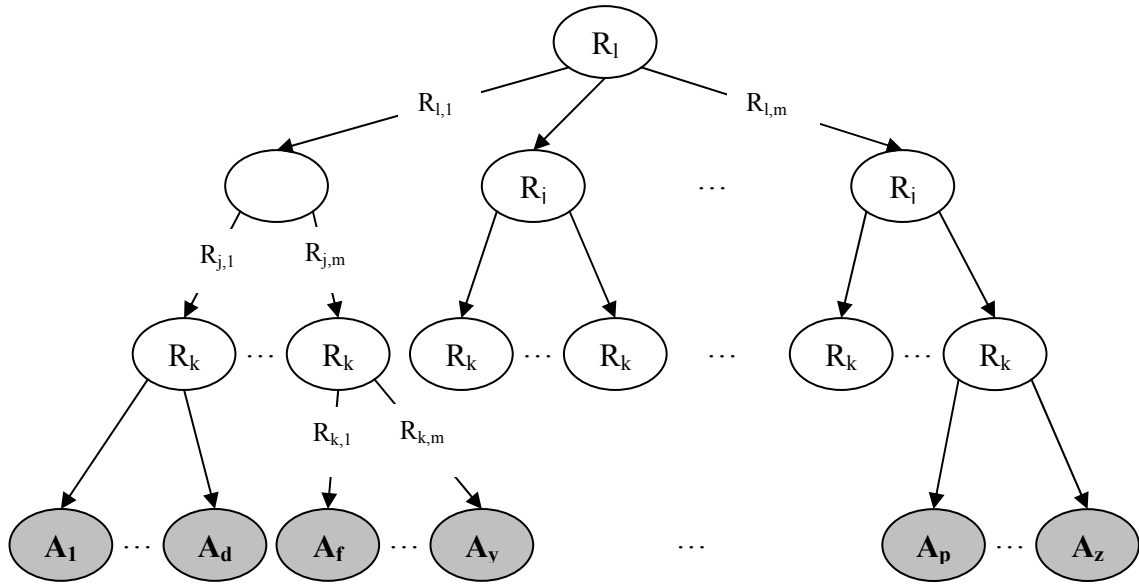 R_l
R_l,1
R_l,m
R_j
...
R_j
R_j,1
R_j,m
R_k
...
R_k
R_k
...
R_k
...
R_k
...
R_k
R_k,1
R_k,m
A_1
...
A_d
A_f
...
A_y
...
A_p
...
A_z